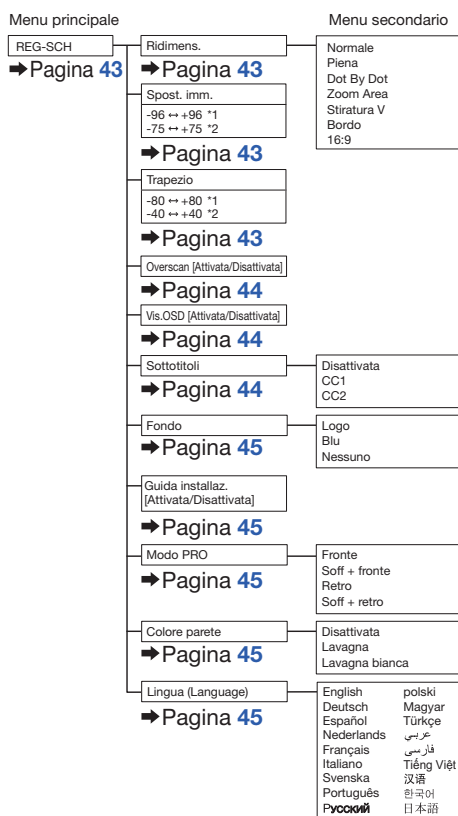 Menu principale
Menu secondario
REG-SCH
➡Pagina 43
Ridimens.
➡Pagina 43
Normale
Piena
Dot By Dot
Zoom Area
Stiratura V
Bordo
16:9
Spost. imm.
-96 ↔ +96 *1
-75 ↔ +75 *2
➡Pagina 43
Trapezio
-80 ↔ +80 *1
-40 ↔ +40 *2
➡Pagina 43
Overscan [Attivata/Disattivata]
➡Pagina 44
Vis.OSD [Attivata/Disattivata]
➡Pagina 44
Sottotitoli
➡Pagina 44
Disattivata
CC1
CC2
Fondo
➡Pagina 45
Logo
Blu
Nessuno
Guida installaz.
[Attivata/Disattivata]
➡Pagina 45
Modo PRO
➡Pagina 45
Fronte
Soff + fronte
Retro
Soff + retro
Colore parete
➡Pagina 45
Disattivata
Lavagna
Lavagna bianca
Lingua (Language)
➡Pagina 45
English polski
Deutsch Magyar
Español Türkçe
Nederlands عربي
Français فارسی
Italiano Tiếng Việt
Svenska 汉语
Português 한국어
Русский 日本語